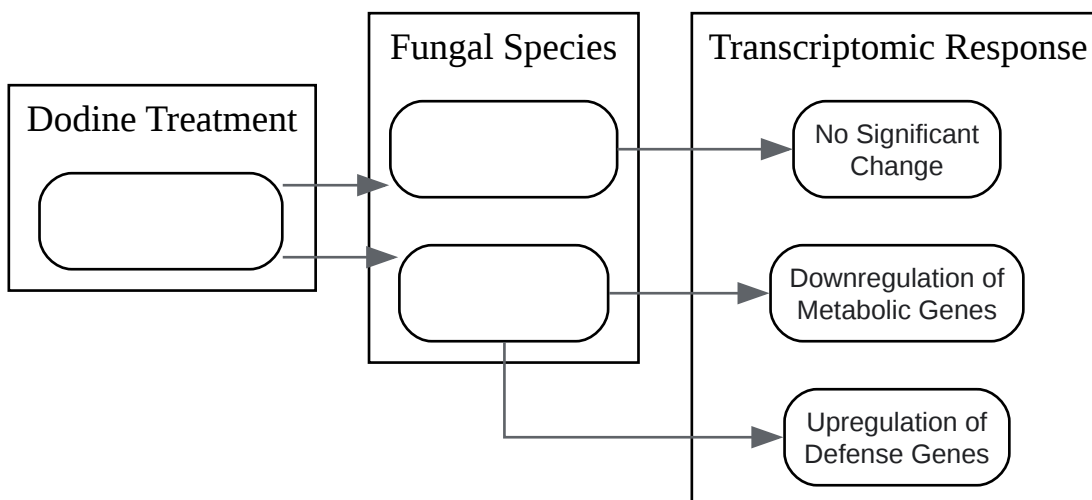 Dodine Treatment
Fungal Species
Transcriptomic Response
No Significant
Change
Downregulation of
Metabolic Genes
Upregulation of
Defense Genes